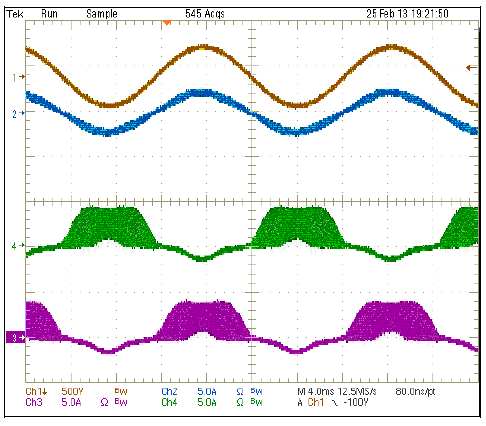 Tek Run Sample 545 Acqs 25 Feb 13 19:21:50
1
2
4
3
Ch1 500V Bw Ch2 5.0A Ω Bw M 4.0ms 12.5MS/s 80.0ns/pt
Ch3 5.0A Ω Bw Ch4 5.0A Ω Bw A Ch1 -100V